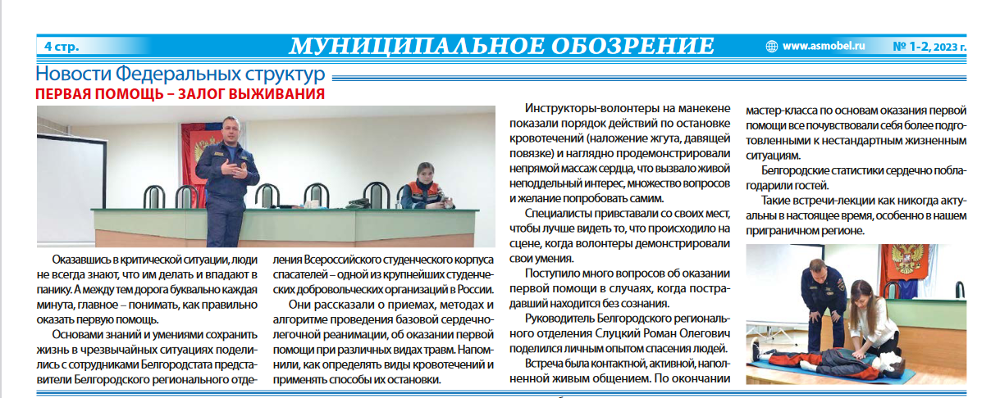 4 стр.
МУНИЦИПАЛЬНОЕ ОБОЗРЕНИЕ
www.asmobel.ru
№ 1-2, 2023 г.
Новости Федеральных структур
ПЕРВАЯ ПОМОЩЬ – ЗАЛОГ ВЫЖИВАНИЯ
Оказавшись в критической ситуации, люди
не всегда знают, что им делать и впадают в
панику. А между тем дорога буквально каждая
минута, главное – понимать, как правильно
оказать первую помощь.
Основами знаний и умениями сохранить
жизнь в чрезвычайных ситуациях подели-
лись с сотрудниками Белгородстата предста-
вители Белгородского регионального отде-
ления Всероссийского студенческого корпуса
спасателей – одной из крупнейших студенче-
ских добровольческих организаций в России.
Они рассказали о приемах, методах и
алгоритме проведения базовой сердечно-
легочной реанимации, об оказании первой
помощи при различных видах травм. Напом-
нили, как определять виды кровотечений и
применять способы их остановки.
Инструкторы-волонтеры на манекене
показали порядок действий по остановке
кровотечений (наложение жгута, давящей
повязке) и наглядно продемонстрировали
непрямой массаж сердца, что вызвало живой
неподдельный интерес, множество вопросов
и желание попробовать самим.
Специалисты привставали со своих мест,
чтобы лучше видеть то, что происходило на
сцене, когда волонтеры демонстрировали
свои умения.
Поступило много вопросов об оказании
первой помощи в случаях, когда постра-
давший находится без сознания.
Руководитель Белгородского региональ-
ного отделения Слуцкий Роман Олегович
поделился личным опытом спасения людей.
Встреча была контактной, активной, напол-
ненной живым общением. По окончании
мастер-класса по основам оказания первой
помощи все почувствовали себя более подго-
товленными к нестандартным жизненным
ситуациям.
Белгородские статистики сердечно побла-
годарили гостей.
Такие встречи-лекции как никогда акту-
альны в настоящее время, особенно в нашем
приграничном регионе.